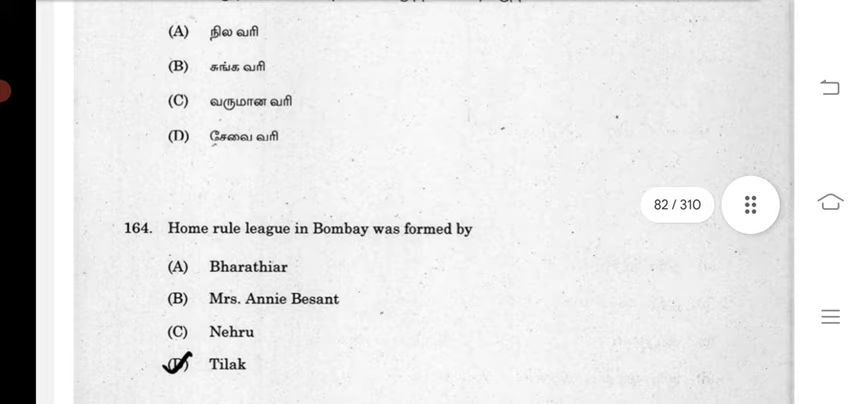 (A) நில வரி
(B) சுங்க வரி
(C) வருமான வரி
(D) சேவை வரி
82 / 310
164. Home rule league in Bombay was formed by
(A) Bharathiar
(B) Mrs. Annie Besant
(C) Nehru
(D) Tilak